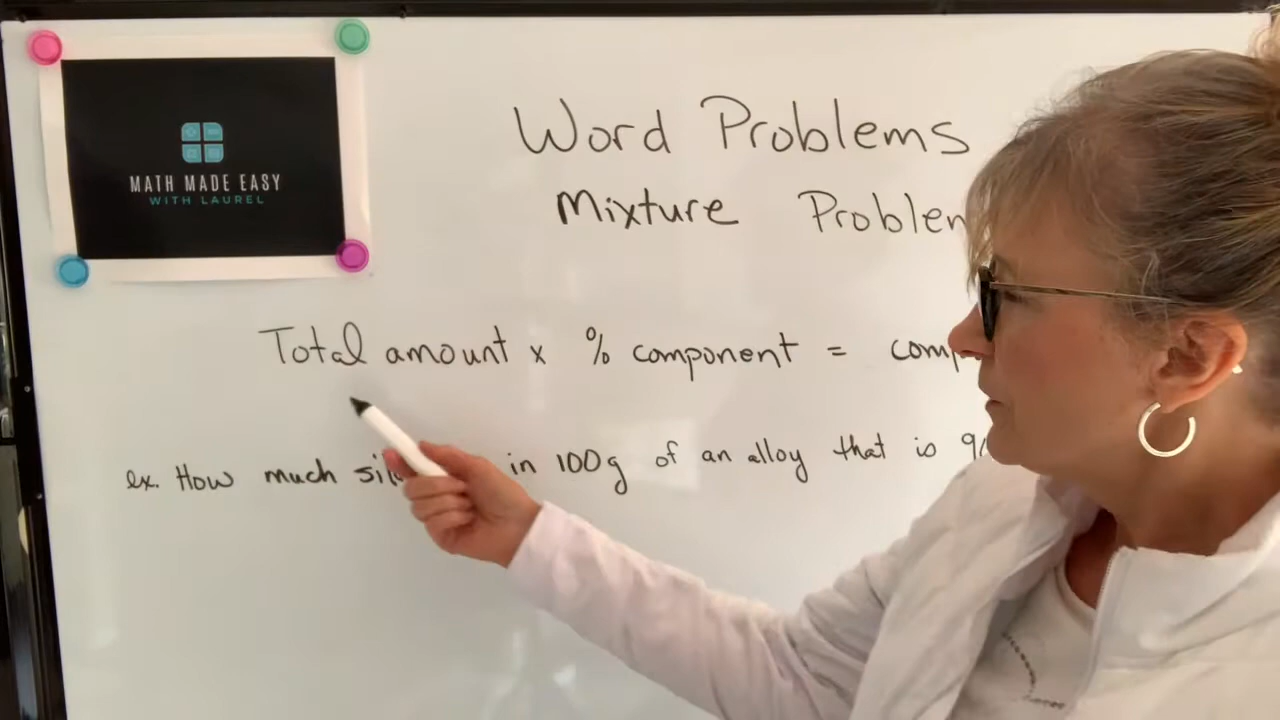 MATH MADE EASY
WITH LAUREL
Word Problems
Mixture Problem
Total amount x % component = comp
ex. How much sil in 100g of an alloy that is 9